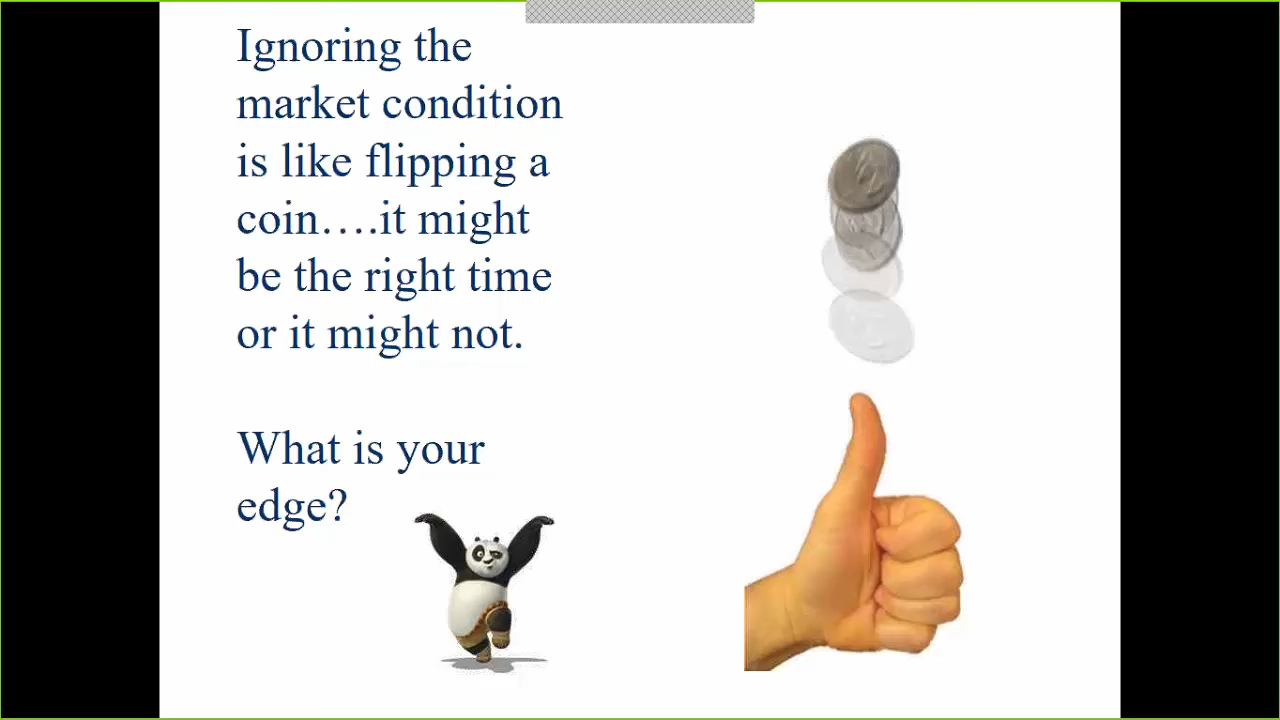 Ignoring the
market condition
is like flipping a
coin….it might
be the right time
or it might not.
What is your
edge?